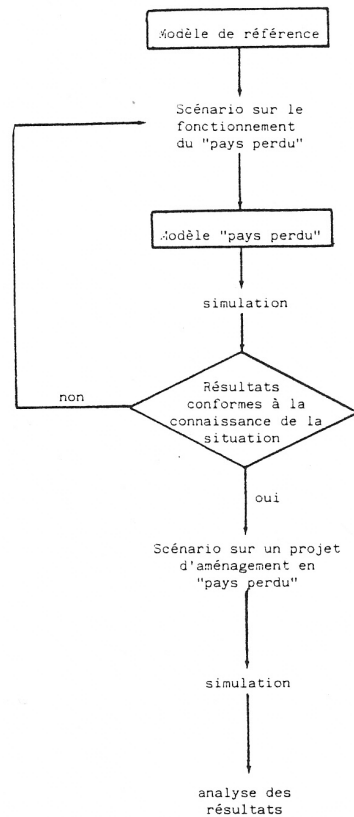 Modèle de référence
Scénario sur le
fonctionnement
du "pays perdu"
Modèle "pays perdu"
simulation
Résultats
conformes à la
connaissance de la
situation
non
oui
Scénario sur un projet
d'aménagement en
"pays perdu"
simulation
analyse des
résultats